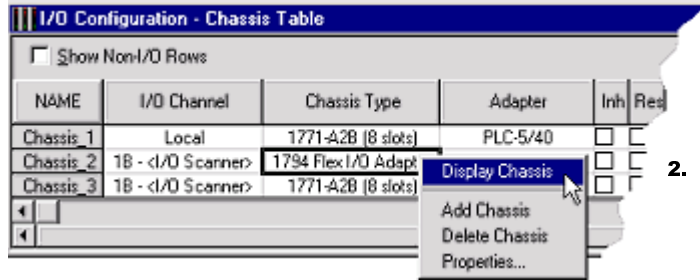 I/O Configuration - Chassis Table
Show Non-I/O Rows
NAME I/O Channel Chassis Type Adapter Inh Res
Chassis_1 Local 1771-A2B (8 slots) PLC-5/40
Chassis_2 1B - <I/O Scanner> 1794 Flex I/O Adapt
Display Chassis 2.
Chassis_3 1B - <I/O Scanner> 1771-A2B (8 slots)
Add Chassis
Delete Chassis
Properties...